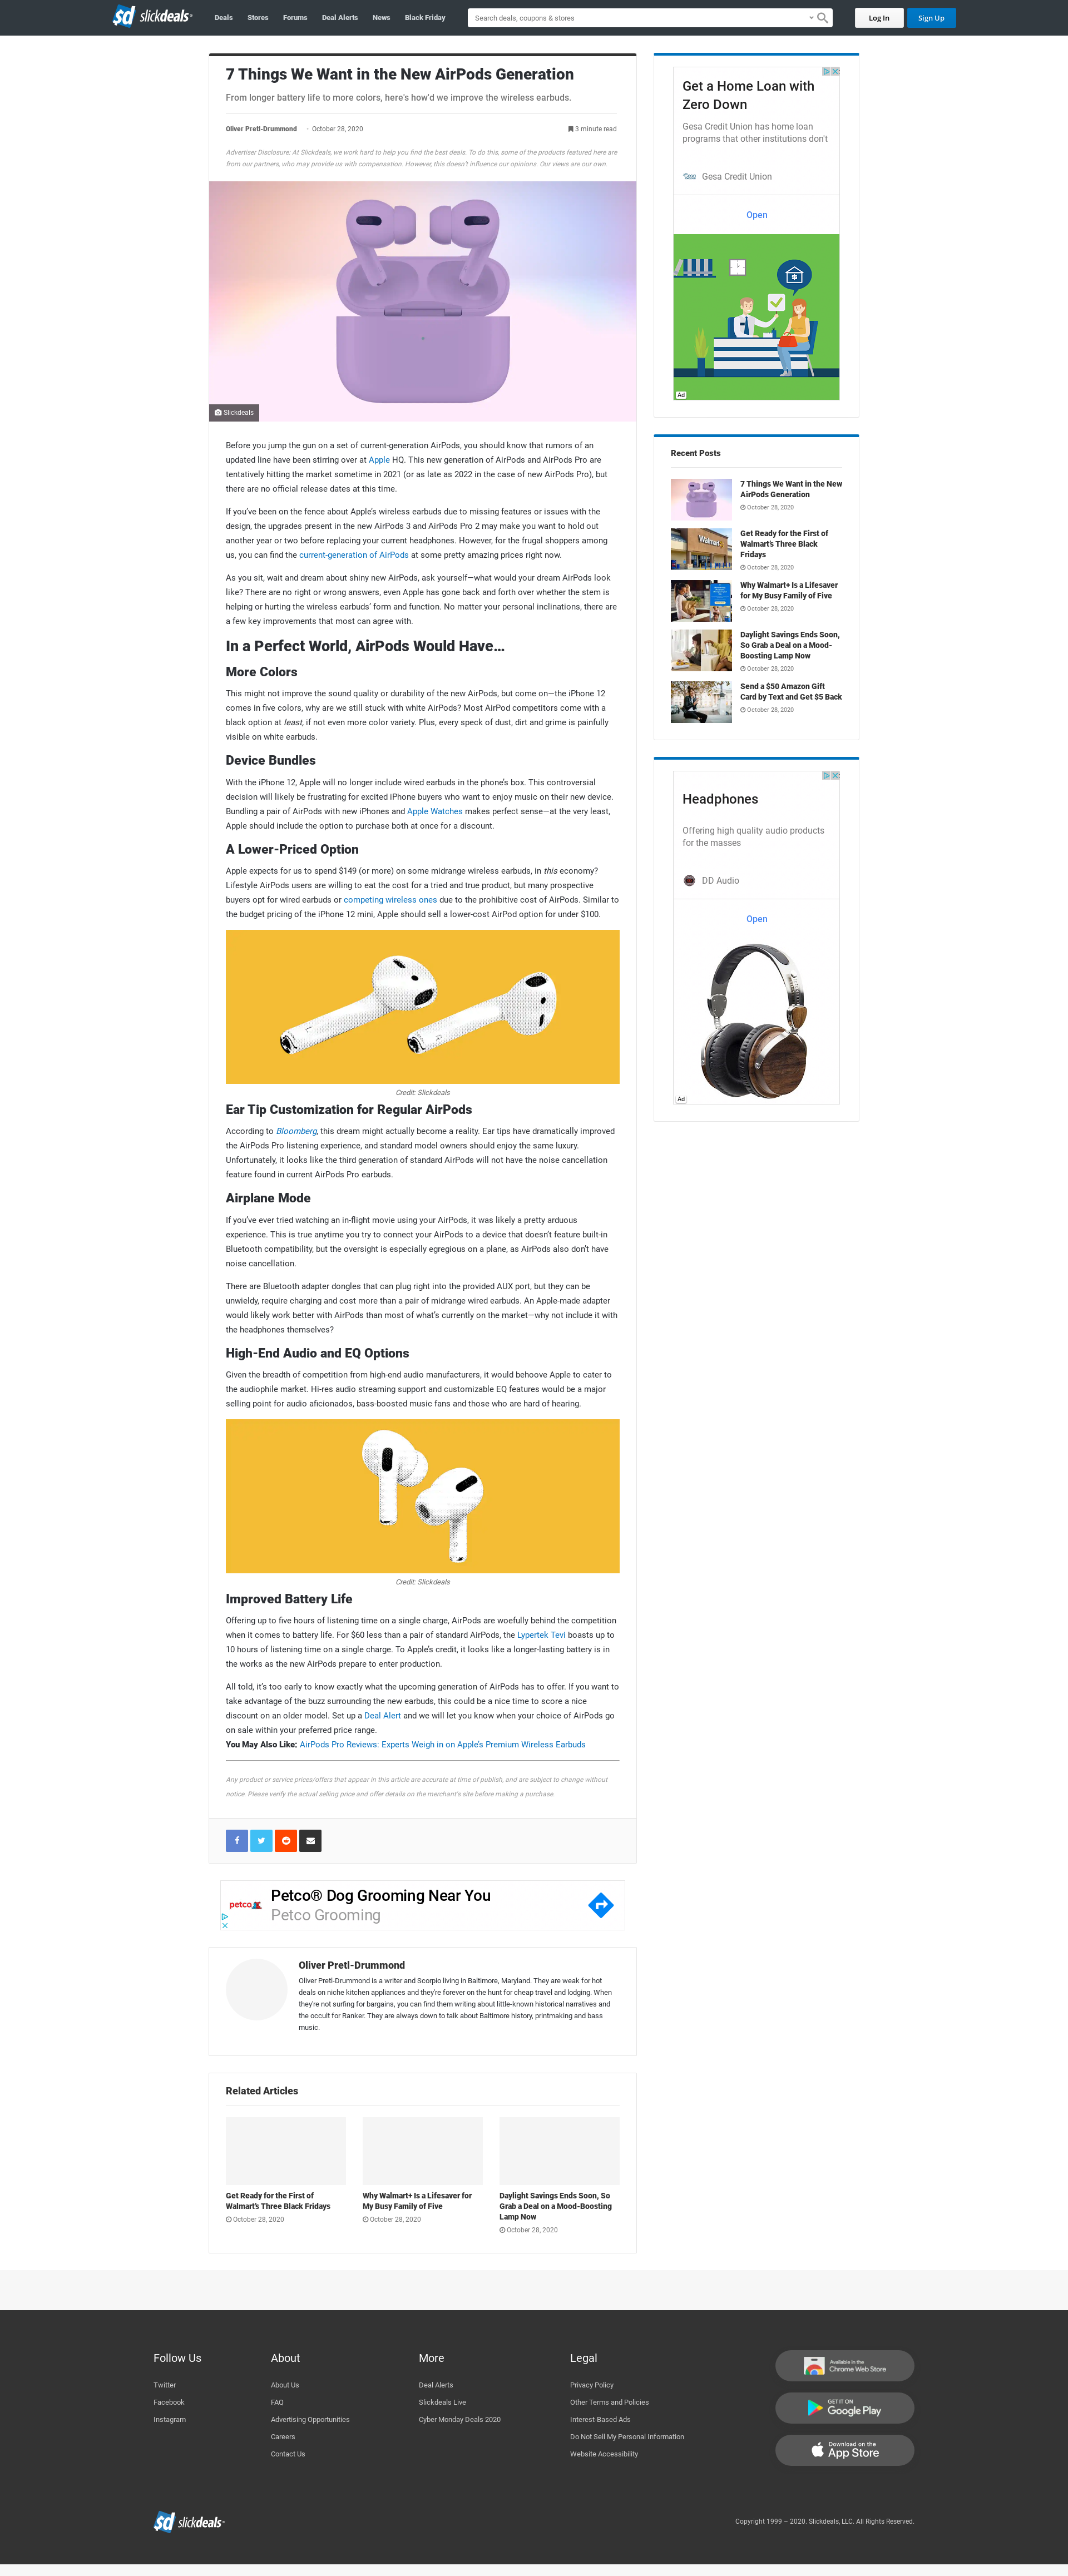 sd slickdeals
Deals
Stores
Forums
Deal Alerts
News
Black Friday
Search deals, coupons & stores
Log In
Sign Up
7 Things We Want in the New AirPods Generation
From longer battery life to more colors, here's how'd we improve the wireless earbuds.
Oliver Pretl-Drummond · October 28, 2020
3 minute read
Advertiser Disclosure: At Slickdeals, we work hard to help you find the best deals. To do this, some of the products featured here are
from our partners, who may provide us with compensation. However, this doesn't influence our opinions. Our views are our own.
Slickdeals
Before you jump the gun on a set of current-generation AirPods, you should know that rumors of an
updated line have been stirring over at Apple HQ. This new generation of AirPods and AirPods Pro are
tentatively hitting the market sometime in 2021 (or as late as 2022 in the case of new AirPods Pro), but
there are no official release dates at this time.
If you've been on the fence about Apple's wireless earbuds due to missing features or issues with the
design, the upgrades present in the new AirPods 3 and AirPods Pro 2 may make you want to hold out
another year or two before replacing your current headphones. However, for the frugal shoppers among
us, you can find the current-generation of AirPods at some pretty amazing prices right now.
As you sit, wait and dream about shiny new AirPods, ask yourself—what would your dream AirPods look
like? There are no right or wrong answers, even Apple has gone back and forth over whether the stem is
helping or hurting the wireless earbuds' form and function. No matter your personal inclinations, there are
a few key improvements that most can agree with.
In a Perfect World, AirPods Would Have…
More Colors
This might not improve the sound quality or durability of the new AirPods, but come on—the iPhone 12
comes in five colors, why are we still stuck with white AirPods? Most AirPod competitors come with a
black option at least, if not even more color variety. Plus, every speck of dust, dirt and grime is painfully
visible on white earbuds.
Device Bundles
With the iPhone 12, Apple will no longer include wired earbuds in the phone's box. This controversial
decision will likely be frustrating for excited iPhone buyers who want to enjoy music on their new device.
Bundling a pair of AirPods with new iPhones and Apple Watches makes perfect sense—at the very least,
Apple should include the option to purchase both at once for a discount.
A Lower-Priced Option
Apple expects for us to spend $149 (or more) on some midrange wireless earbuds, in this economy?
Lifestyle AirPods users are willing to eat the cost for a tried and true product, but many prospective
buyers opt for wired earbuds or competing wireless ones due to the prohibitive cost of AirPods. Similar to
the budget pricing of the iPhone 12 mini, Apple should sell a lower-cost AirPod option for under $100.
Credit: Slickdeals
Ear Tip Customization for Regular AirPods
According to Bloomberg, this dream might actually become a reality. Ear tips have dramatically improved
the AirPods Pro listening experience, and standard model owners should enjoy the same luxury.
Unfortunately, it looks like the third generation of standard AirPods will not have the noise cancellation
feature found in current AirPods Pro earbuds.
Airplane Mode
If you've ever tried watching an in-flight movie using your AirPods, it was likely a pretty arduous
experience. This is true anytime you try to connect your AirPods to a device that doesn't feature built-in
Bluetooth compatibility, but the oversight is especially egregious on a plane, as AirPods also don't have
noise cancellation.
There are Bluetooth adapter dongles that can plug right into the provided AUX port, but they can be
unwieldy, require charging and cost more than a pair of midrange wired earbuds. An Apple-made adapter
would likely work better with AirPods than most of what's currently on the market—why not include it with
the headphones themselves?
High-End Audio and EQ Options
Given the breadth of competition from high-end audio manufacturers, it would behoove Apple to cater to
the audiophile market. Hi-res audio streaming support and customizable EQ features would be a major
selling point for audio aficionados, bass-boosted music fans and those who are hard of hearing.
Credit: Slickdeals
Improved Battery Life
Offering up to five hours of listening time on a single charge, AirPods are woefully behind the competition
when it comes to battery life. For $60 less than a pair of standard AirPods, the Lypertek Tevi boasts up to
10 hours of listening time on a single charge. To Apple's credit, it looks like a longer-lasting battery is in
the works as the new AirPods prepare to enter production.
All told, it's too early to know exactly what the upcoming generation of AirPods has to offer. If you want to
take advantage of the buzz surrounding the new earbuds, this could be a nice time to score a nice
discount on an older model. Set up a Deal Alert and we will let you know when your choice of AirPods go
on sale within your preferred price range.
You May Also Like: AirPods Pro Reviews: Experts Weigh in on Apple's Premium Wireless Earbuds
Any product or service prices/offers that appear in this article are accurate at time of publish, and are subject to change without
notice. Please verify the actual selling price and offer details on the merchant's site before making a purchase.
petco
Petco® Dog Grooming Near You
Petco Grooming
Oliver Pretl-Drummond
Oliver Pretl-Drummond is a writer and Scorpio living in Baltimore, Maryland. They are weak for hot
deals on niche kitchen appliances and they're forever on the hunt for cheap travel and lodging. When
they're not surfing for bargains, you can find them writing about little-known historical narratives and
the occult for Ranker. They are always down to talk about Baltimore history, printmaking and bass
music.
Related Articles
Get Ready for the First of
Walmart's Three Black Fridays
October 28, 2020
Why Walmart+ Is a Lifesaver for
My Busy Family of Five
October 28, 2020
Daylight Savings Ends Soon, So
Grab a Deal on a Mood-Boosting
Lamp Now
October 28, 2020
Get a Home Loan with
Zero Down
Gesa Credit Union has home loan
programs that other institutions don't
Gesa Credit Union
Open
$
Ad
Recent Posts
7 Things We Want in the New
AirPods Generation
October 28, 2020
Walmart
Get Ready for the First of
Walmart's Three Black
Fridays
October 28, 2020
Why Walmart+ Is a Lifesaver
for My Busy Family of Five
October 28, 2020
Daylight Savings Ends Soon,
So Grab a Deal on a Mood-
Boosting Lamp Now
October 28, 2020
Send a $50 Amazon Gift
Card by Text and Get $5 Back
October 28, 2020
Headphones
Offering high quality audio products
for the masses
DD Audio
Open
Ad
Follow Us
Twitter
Facebook
Instagram
About
About Us
FAQ
Advertising Opportunities
Careers
Contact Us
More
Deal Alerts
Slickdeals Live
Cyber Monday Deals 2020
Legal
Privacy Policy
Other Terms and Policies
Interest-Based Ads
Do Not Sell My Personal Information
Website Accessibility
Available in the
Chrome Web Store
GET IT ON
Google Play
Download on the
App Store
sd slickdeals
Copyright 1999 – 2020. Slickdeals, LLC. All Rights Reserved.